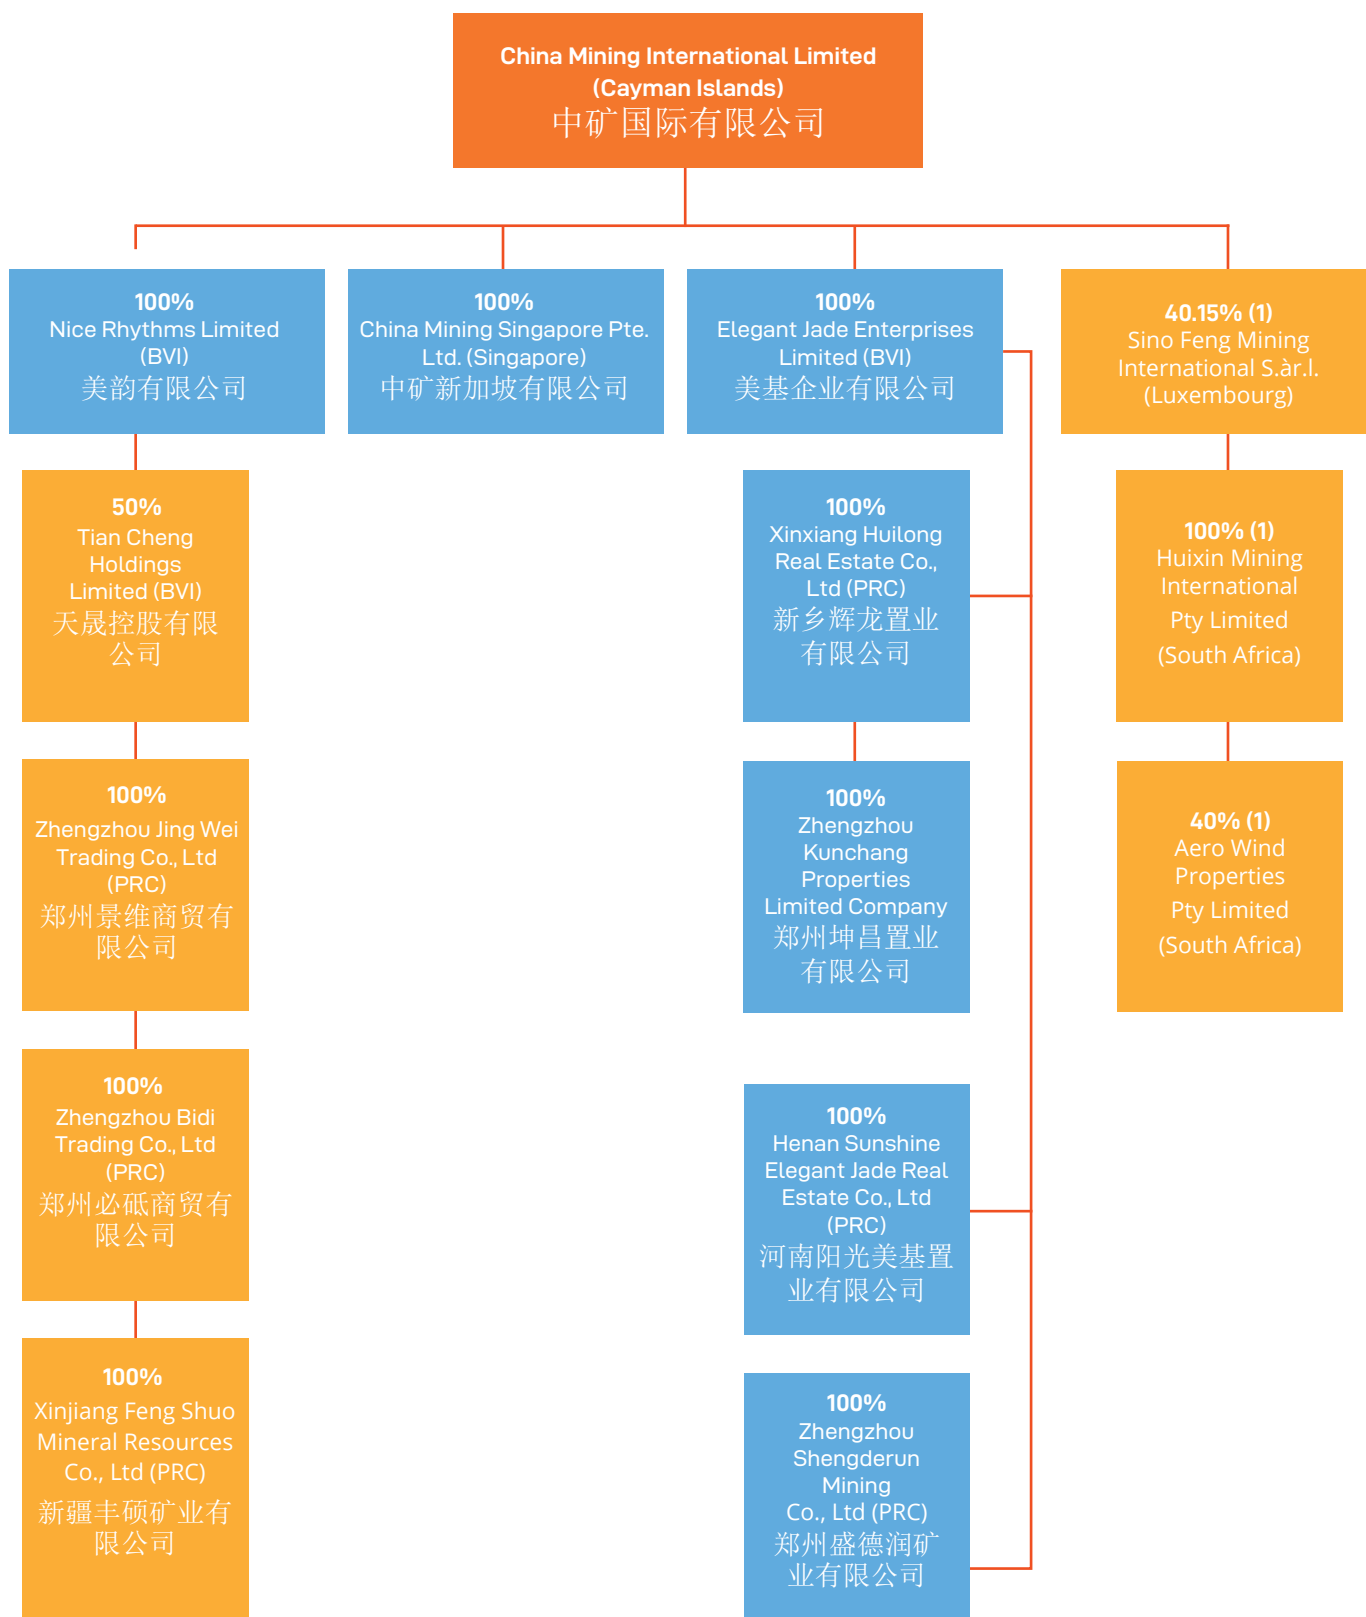 China Mining International Limited
(Cayman Islands)
中矿国际有限公司
100%
Nice Rhythms Limited
(BVI)
美韵有限公司
100%
China Mining Singapore Pte.
Ltd. (Singapore)
中矿新加坡有限公司
100%
Elegant Jade Enterprises
Limited (BVI)
美基企业有限公司
40.15% (1)
Sino Feng Mining
International S.àr.l.
(Luxembourg)
50%
Tian Cheng
Holdings
Limited (BVI)
天晟控股有限
公司
100%
Zhengzhou Jing Wei
Trading Co., Ltd
(PRC)
郑州景维商贸有
限公司
100%
Zhengzhou Bidi
Trading Co., Ltd
(PRC)
郑州必砥商贸有
限公司
100%
Xinjiang Feng Shuo
Mineral Resources
Co., Ltd (PRC)
新疆丰硕矿业有
限公司
100%
Xinxiang Huilong
Real Estate Co.,
Ltd (PRC)
新乡辉龙置业
有限公司
100%
Zhengzhou
Kunchang
Properties
Limited Company
郑州坤昌置业
有限公司
100%
Henan Sunshine
Elegant Jade Real
Estate Co., Ltd
(PRC)
河南阳光美基置
业有限公司
100%
Zhengzhou
Shengderun
Mining
Co., Ltd (PRC)
郑州盛德润矿
业有限公司
100% (1)
Huixin Mining
International
Pty Limited
(South Africa)
40% (1)
Aero Wind
Properties
Pty Limited
(South Africa)